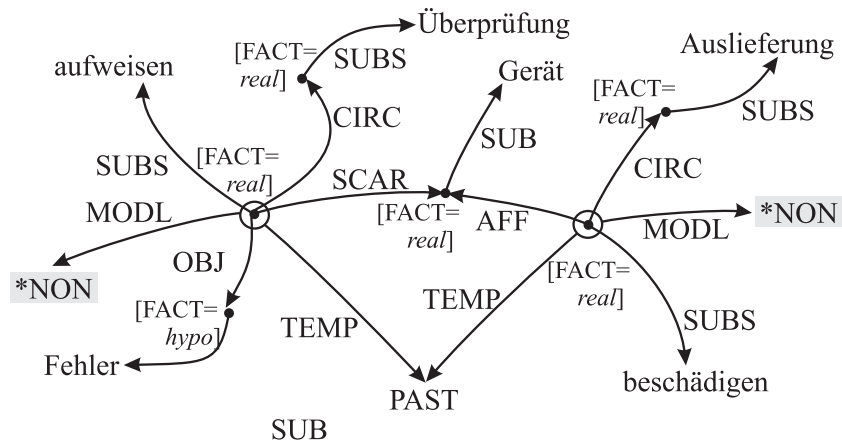 Überprüfung
[FACT=
real]
SUBS
aufweisen
Gerät
Auslieferung
[FACT=
real]
SUBS
CIRC
SUB
[FACT=
real]
SUBS
CIRC
SCAR
MODL
[FACT=
real]
AFF
*NON
MODL
OBJ
*NON
[FACT=
real]
[FACT=
hypo]
TEMP
TEMP
SUBS
Fehler
beschädigen
PAST
SUB